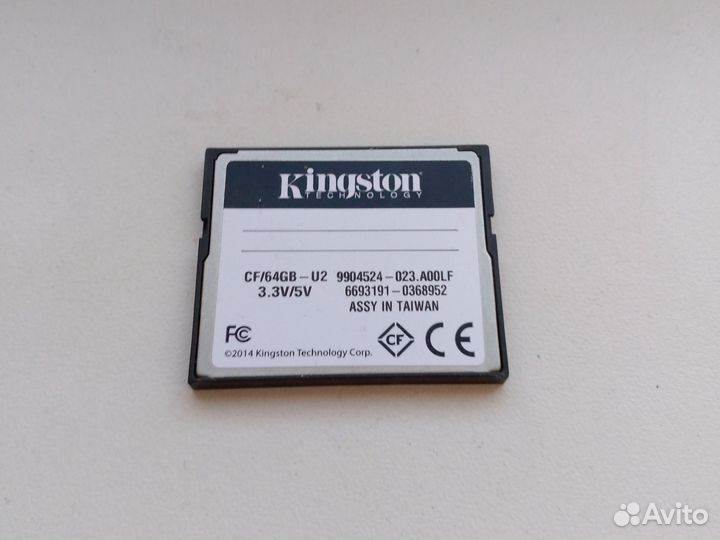 Kingston
TECHNOLOGY
CF/64GB-U2 9904524-023.A00LF
3.3V/5V 6693191-0368952
ASSY IN TAIWAN
FC CF CE
©2014 Kingston Technology Corp.
Avito